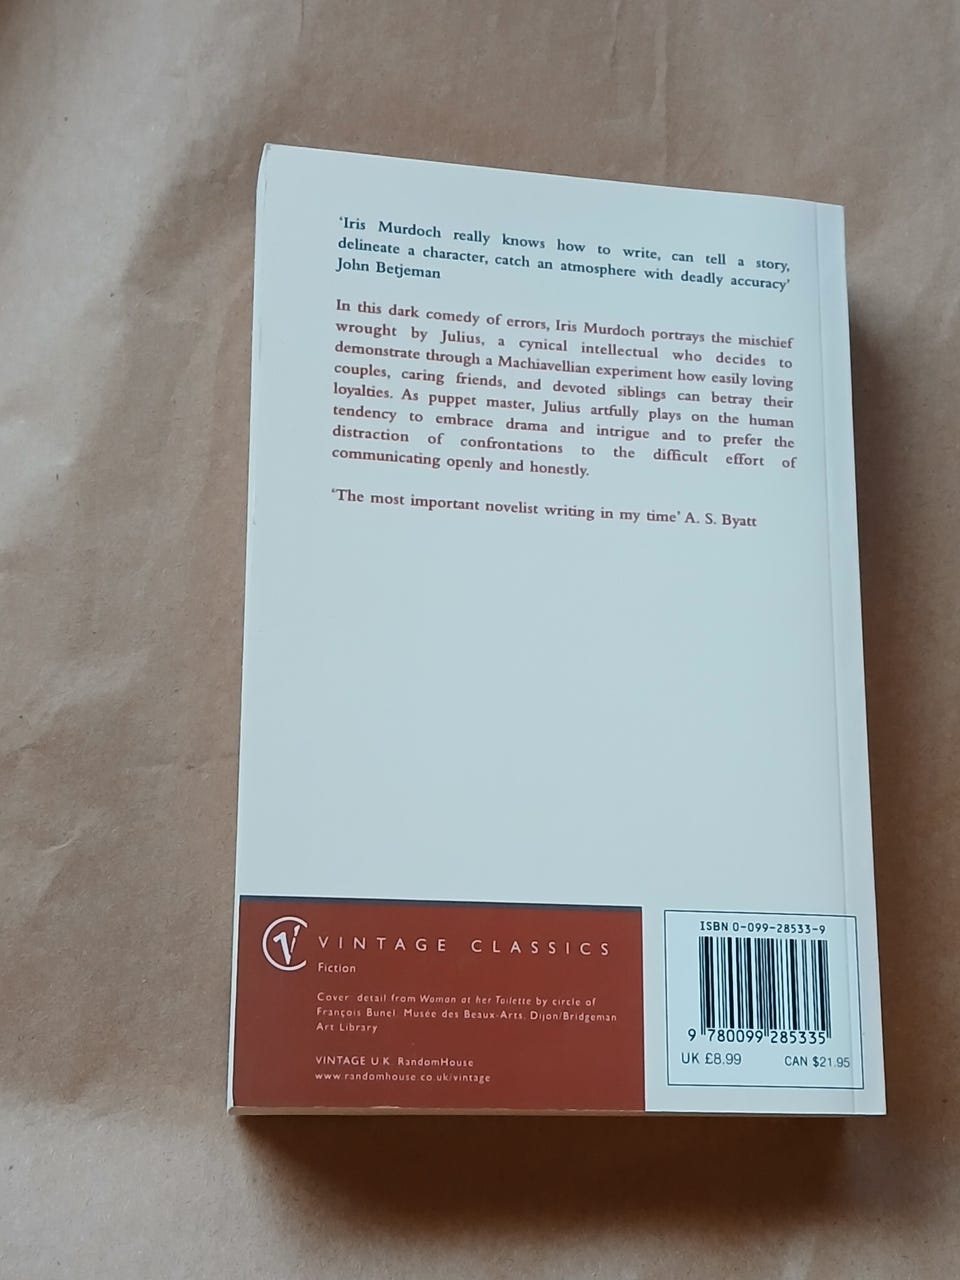 ‘Iris Murdoch really knows how to write, can tell a story,
delineate a character, catch an atmosphere with deadly accuracy’
John Betjeman
In this dark comedy of errors, Iris Murdoch portrays the mischief
wrought by Julius, a cynical intellectual who decides to
demonstrate through a Machiavellian experiment how easily loving
couples, caring friends, and devoted siblings can betray their
loyalties. As puppet master, Julius artfully plays on the human
tendency to embrace drama and intrigue and to prefer the
distraction of confrontations to the difficult effort of
communicating openly and honestly.
‘The most important novelist writing in my time’ A. S. Byatt
VINTAGE CLASSICS
Fiction
Cover detail from Woman at her Toilette by circle of
François Bunel. Musée des Beaux-Arts, Dijon/Bridgeman
Art Library
VINTAGE U.K. RandomHouse
www.randomhouse.co.uk/vintage
ISBN 0-099-28533-9
9 780099 285335
UK £8.99 CAN $21.95